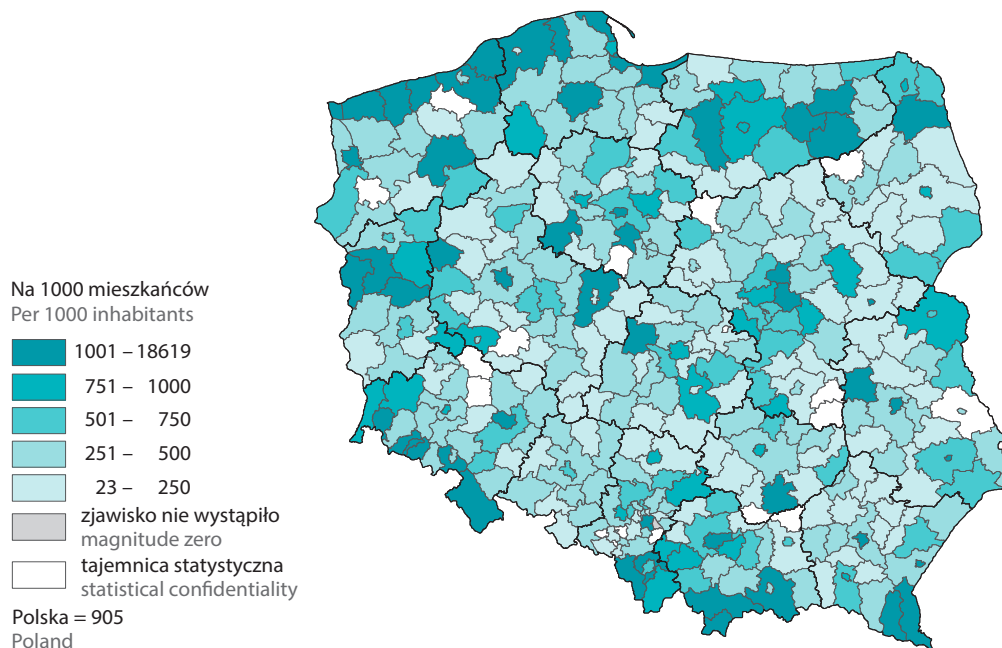 Na 1000 mieszkańców
Per 1000 inhabitants
1001 – 18619
751 – 1000
501 – 750
251 – 500
23 – 250
zjawisko nie wystąpiło
magnitude zero
tajemnica statystyczna
statistical confidentiality
Polska = 905
Poland